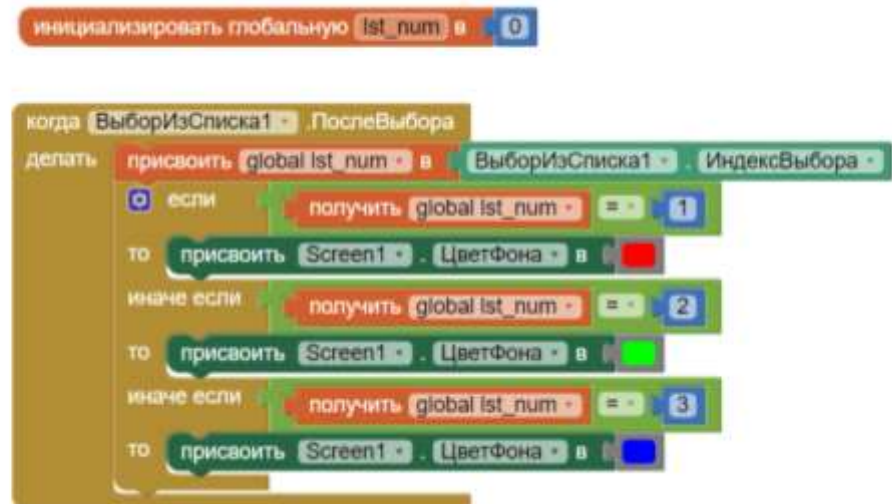 инициализировать глобальную lst_num в 0
когда ВыборИзСписка1 .ПослеВыбора
делать присвоить global lst_num в ВыборИзСписка1 . ИндексВыбора
если получить global lst_num = 1
то присвоить Screen1 . ЦветФона в
иначе если получить global lst_num = 2
то присвоить Screen1 . ЦветФона в
иначе если получить global lst_num = 3
то присвоить Screen1 . ЦветФона в